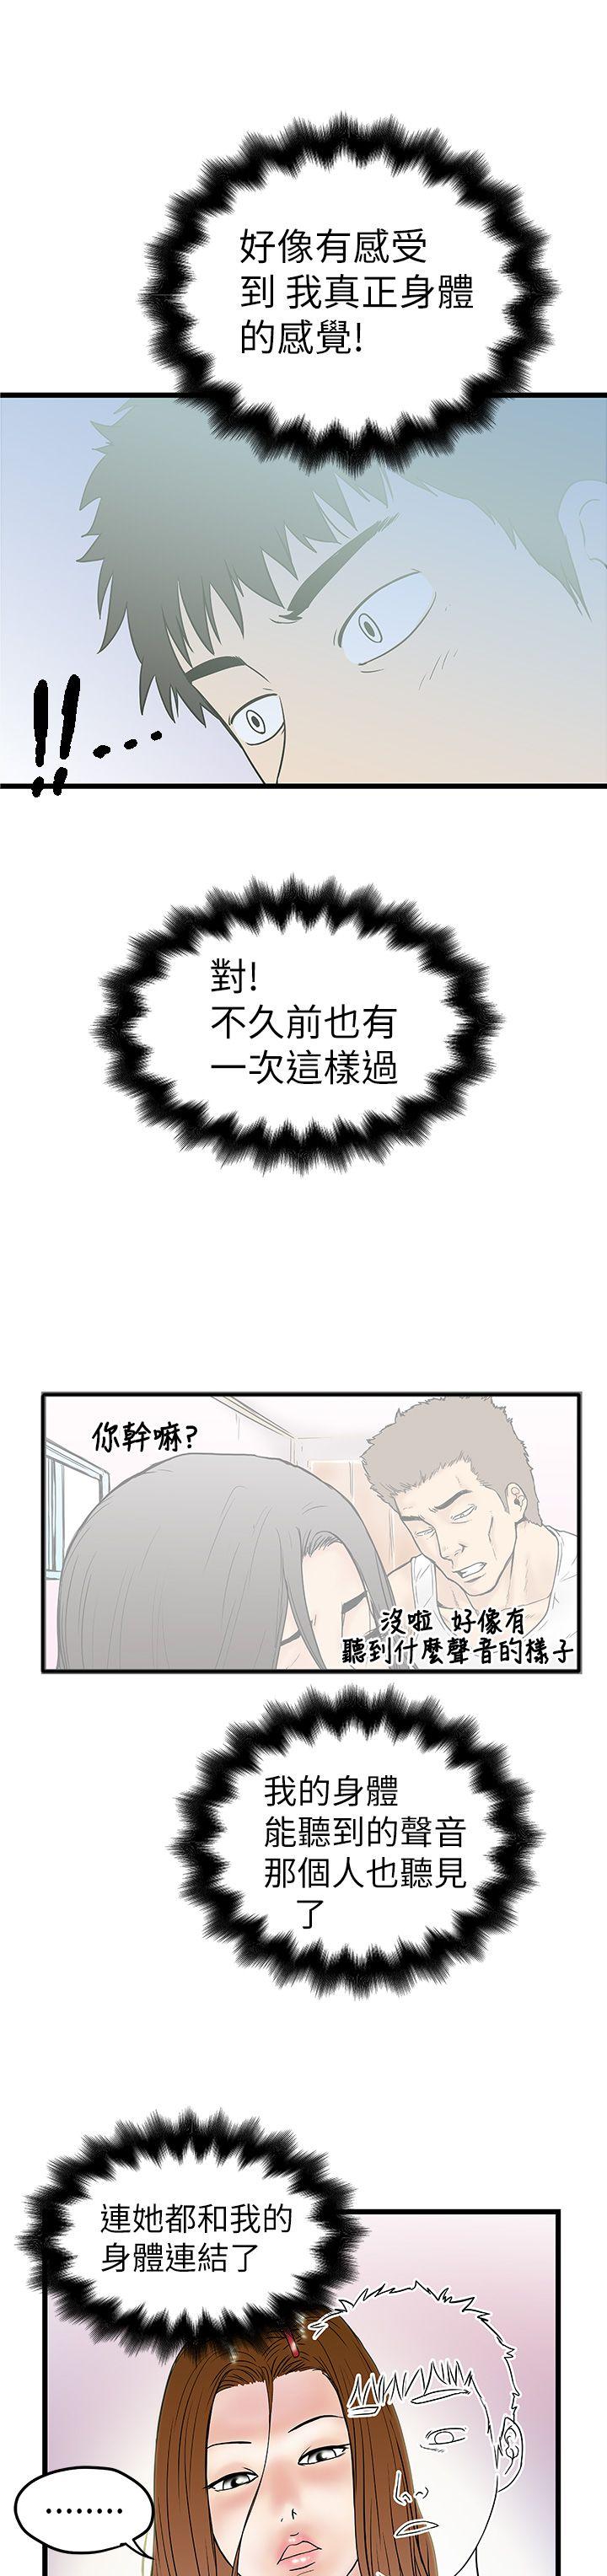 好像有感受
到 我真正身體
的感覺!
!!...
對!
不久前也有
一次這樣過
你幹嘛?
沒啦 好像有
聽到什麼聲音的樣子
我的身體
能聽到的聲音
那個人也聽見
了
連她都和我的
身體連結了
........